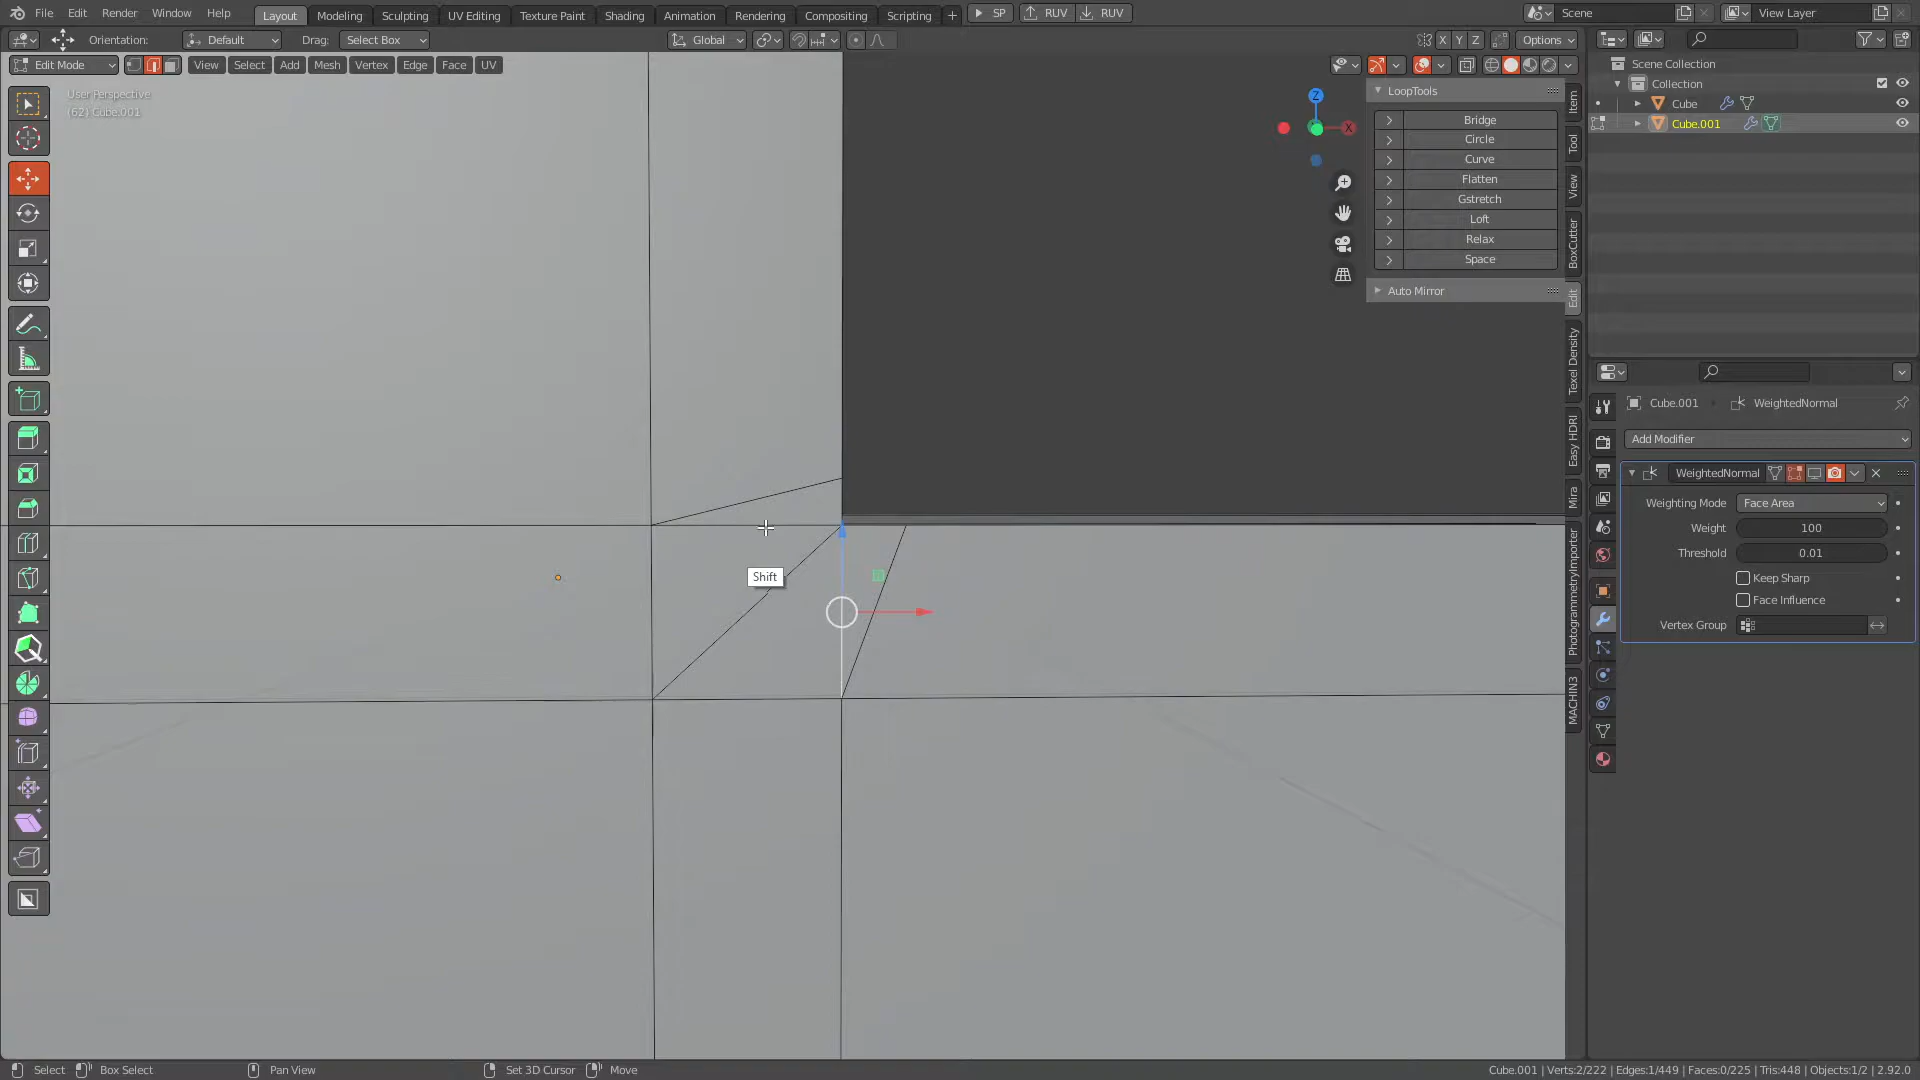 File Edit Render Window Help Layout Modeling Sculpting UV Editing Texture Paint Shading Animation Rendering Compositing Scripting + SP RUV RUV Scene View Layer
Orientation: Default Drag: Select Box Global X Y Z Options
Edit Mode View Select Add Mesh Vertex Edge Face UV
User Perspective
(62) Cube.001
Z
X
LoopTools
Bridge
Circle
Curve
Flatten
Gstretch
Loft
Relax
Space
Auto Mirror
Item
Tool
View
BoxCutter
Edit
Texel Density
Easy HDRI
Mira
PhotogrammetryImporter
MACHIN3
Shift
Scene Collection
Collection
Cube
Cube.001
Cube.001 WeightedNormal
Add Modifier
WeightedNormal
Weighting Mode Face Area
Weight 100
Threshold 0.01
Keep Sharp
Face Influence
Vertex Group
Select Box Select Pan View Set 3D Cursor Move Cube.001 | Verts:2/222 | Edges:1/449 | Faces:0/225 | Tris:448 | Objects:1/2 | 2.92.0